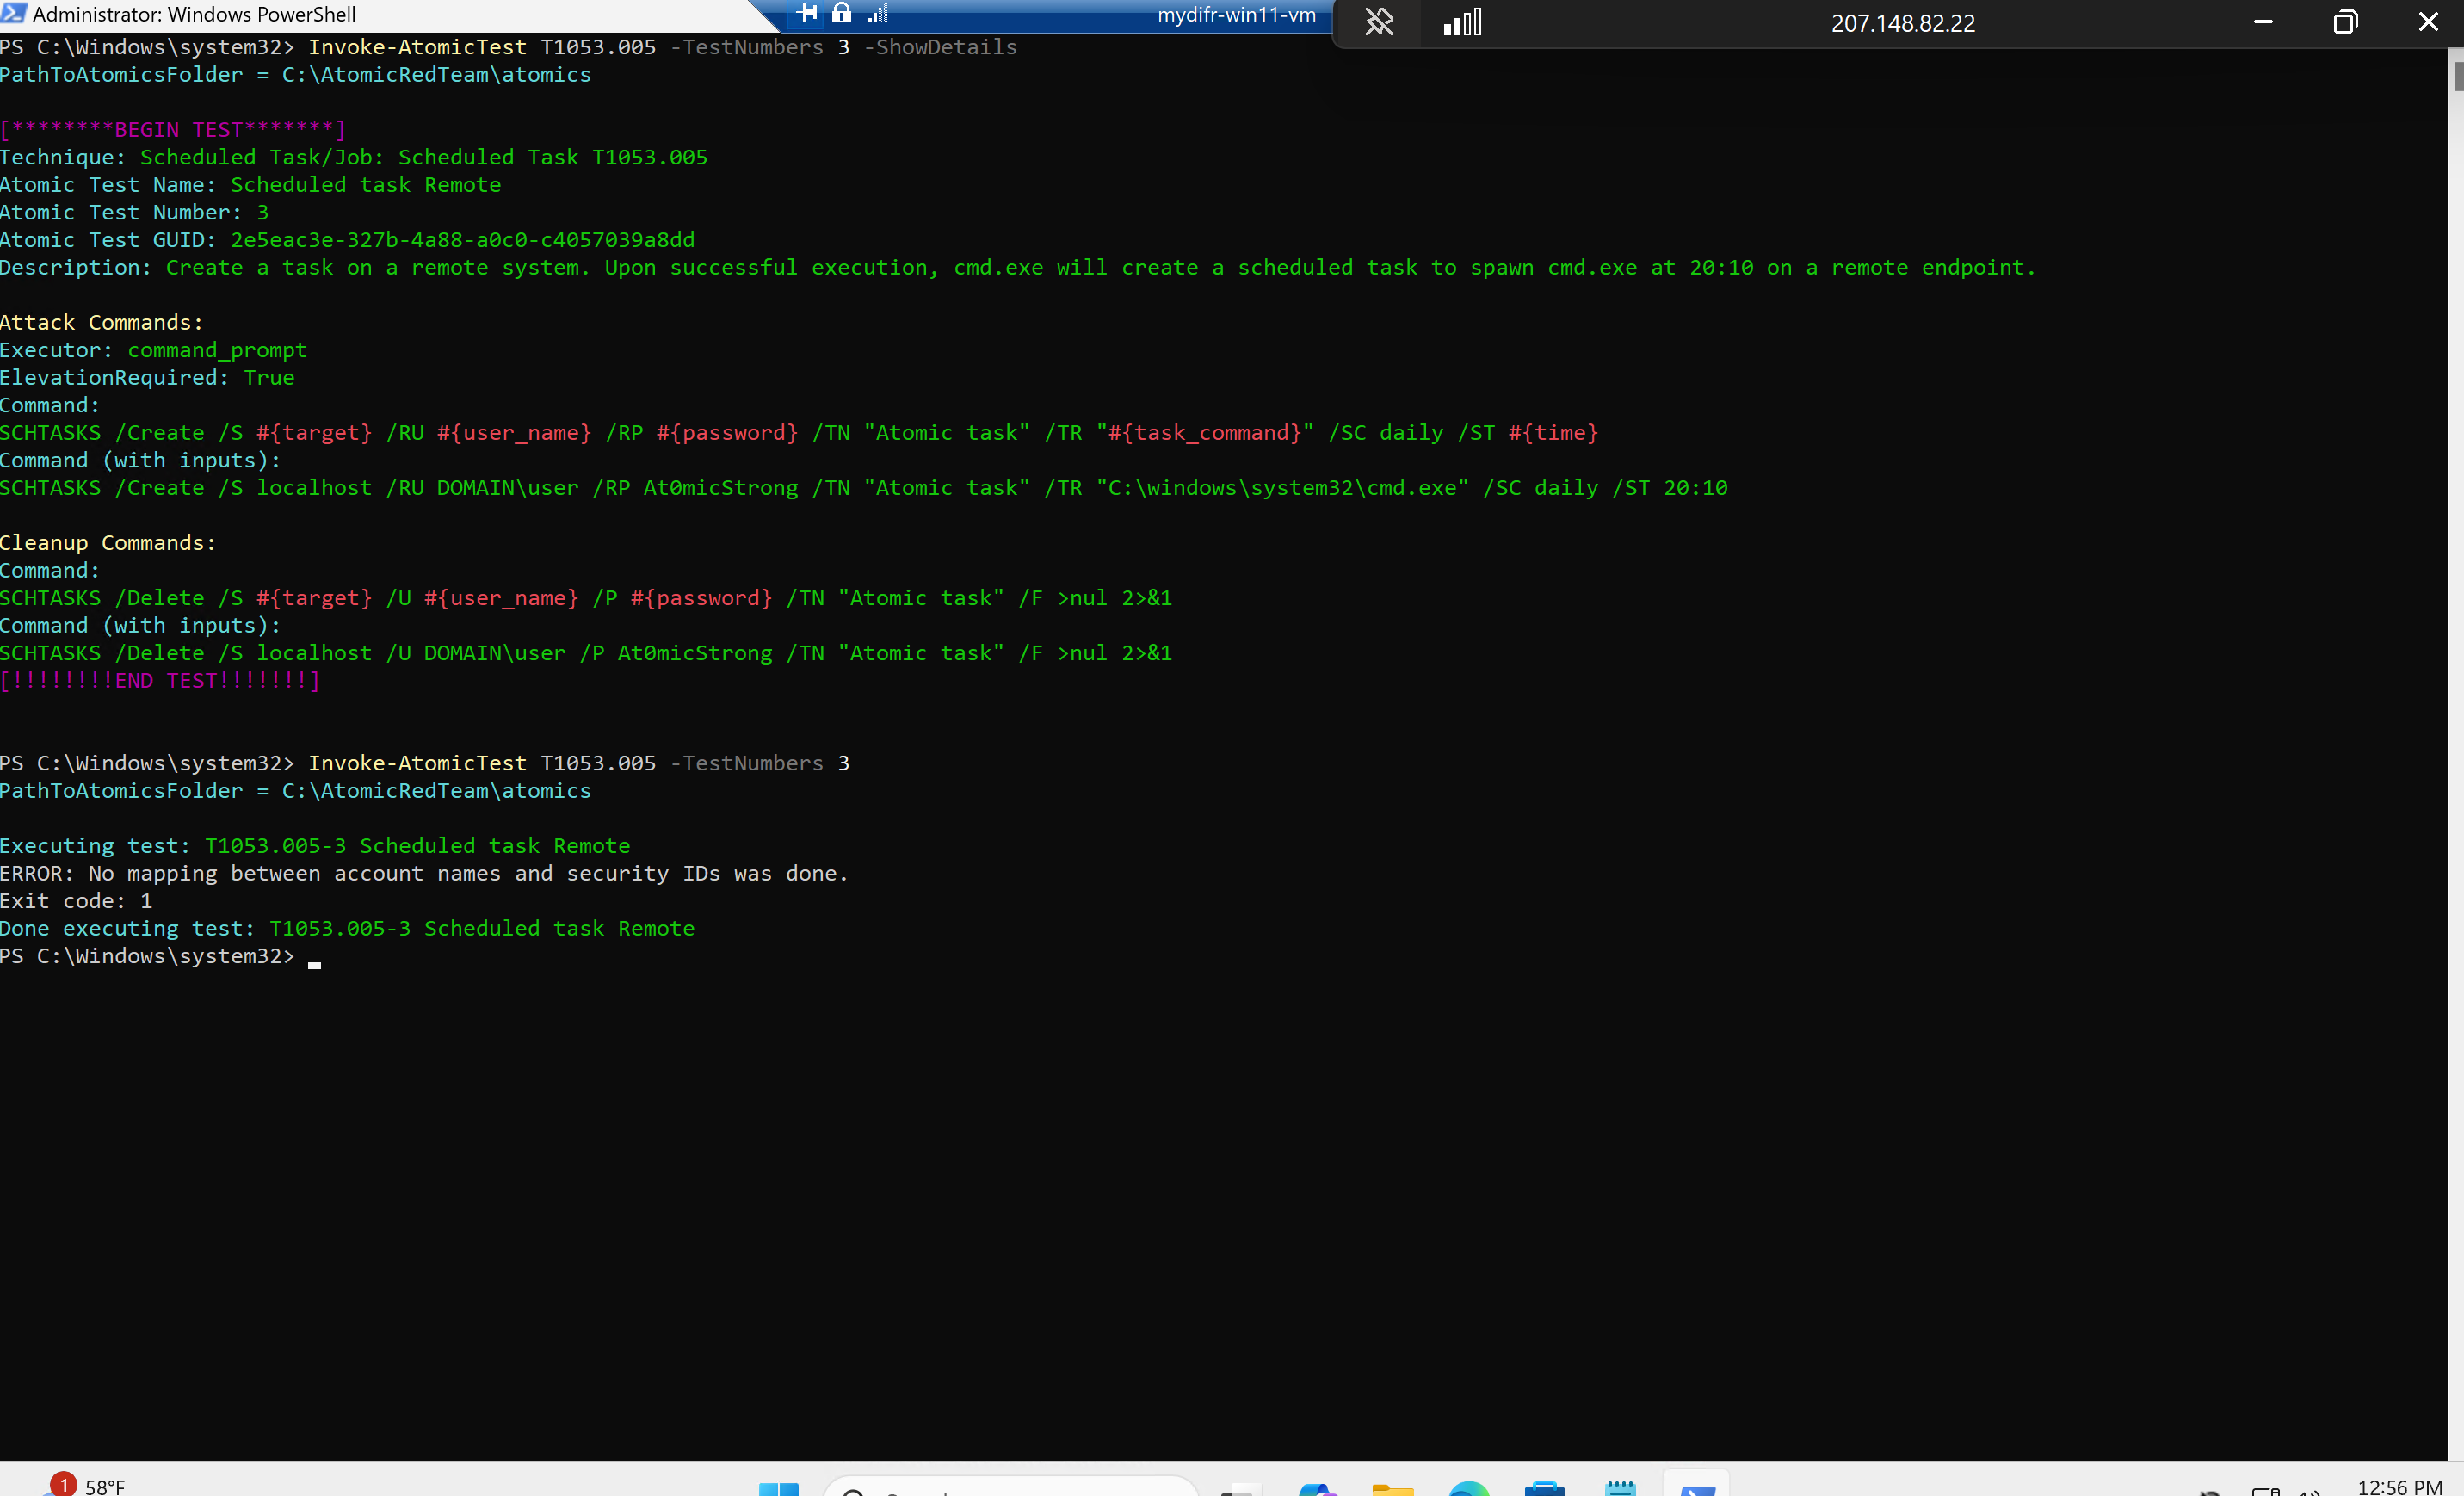 Administrator: Windows PowerShell
mydifr-win11-vm
207.148.82.22
PS C:\Windows\system32> Invoke-AtomicTest T1053.005 -TestNumbers 3 -ShowDetails
PathToAtomicsFolder = C:\AtomicRedTeam\atomics
[********BEGIN TEST*******]
Technique: Scheduled Task/Job: Scheduled Task T1053.005
Atomic Test Name: Scheduled task Remote
Atomic Test Number: 3
Atomic Test GUID: 2e5eac3e-327b-4a88-a0c0-c4057039a8dd
Description: Create a task on a remote system. Upon successful execution, cmd.exe will create a scheduled task to spawn cmd.exe at 20:10 on a remote endpoint.
Attack Commands:
Executor: command_prompt
ElevationRequired: True
Command:
SCHTASKS /Create /S #{target} /RU #{user_name} /RP #{password} /TN "Atomic task" /TR "#{task_command}" /SC daily /ST #{time}
Command (with inputs):
SCHTASKS /Create /S localhost /RU DOMAIN\user /RP At0micStrong /TN "Atomic task" /TR "C:\windows\system32\cmd.exe" /SC daily /ST 20:10
Cleanup Commands:
Command:
SCHTASKS /Delete /S #{target} /U #{user_name} /P #{password} /TN "Atomic task" /F >nul 2>&1
Command (with inputs):
SCHTASKS /Delete /S localhost /U DOMAIN\user /P At0micStrong /TN "Atomic task" /F >nul 2>&1
[!!!!!!!!END TEST!!!!!!!]
PS C:\Windows\system32> Invoke-AtomicTest T1053.005 -TestNumbers 3
PathToAtomicsFolder = C:\AtomicRedTeam\atomics
Executing test: T1053.005-3 Scheduled task Remote
ERROR: No mapping between account names and security IDs was done.
Exit code: 1
Done executing test: T1053.005-3 Scheduled task Remote
PS C:\Windows\system32>
1
58°F
12:56 PM